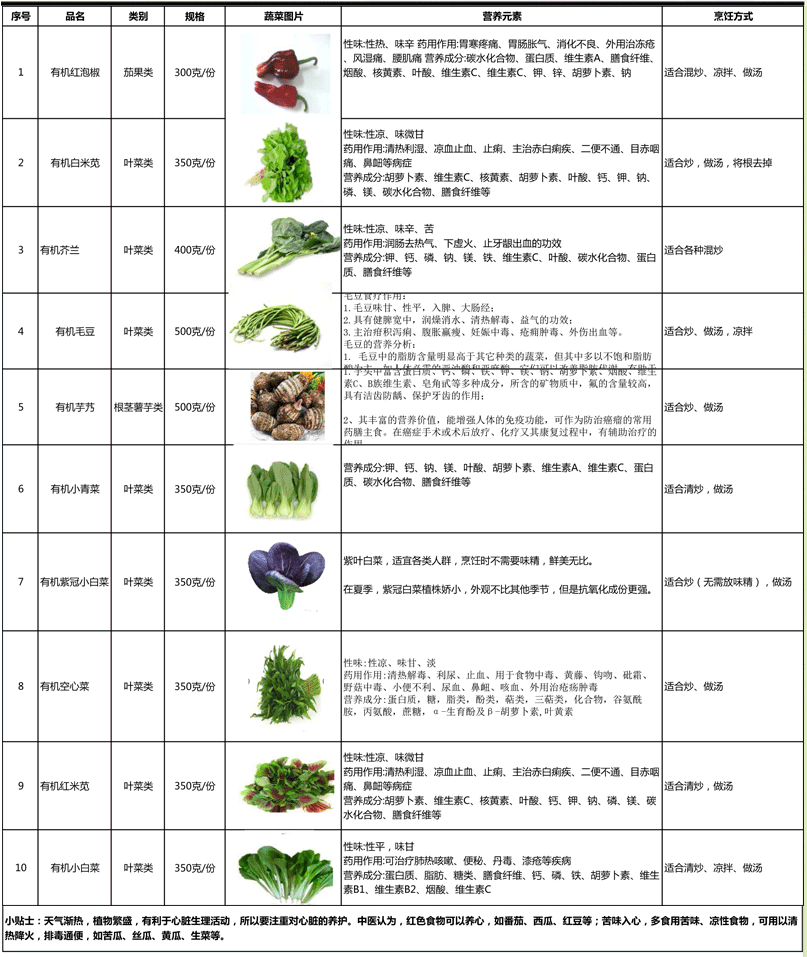 序号 品名 类别 规格 蔬菜图片 营养元素 烹饪方式
1 有机红泡椒 茄果类 300克/份
性味:性热、味辛 药用作用:胃寒疼痛、胃肠胀气、消化不良、外用治冻疮
、风湿痛、腰肌痛 营养成分:碳水化合物、蛋白质、维生素A、膳食纤维、
烟酸、核黄素、叶酸、维生素C、维生素C、钾、锌、胡萝卜素、钠
适合混炒、凉拌、做汤
2 有机白米苋 叶菜类 350克/份
性味:性凉、味微甘
药用作用:清热利湿、凉血止血、止痢、主治赤白痢疾、二便不通、目赤咽
痛、鼻衄等病症
营养成分:胡萝卜素、维生素C、核黄素、胡萝卜素、叶酸、钙、钾、钠、
磷、镁、碳水化合物、膳食纤维等
适合炒，做汤，将根去掉
3 有机芥兰 叶菜类 400克/份
性味:性凉、味辛、苦
药用作用:润肠去热气、下虚火、止牙龈出血的功效
营养成分:钾、钙、磷、钠、镁、铁、维生素C、叶酸、碳水化合物、蛋白
质、膳食纤维等
适合各种混炒
4 有机毛豆 叶菜类 500克/份
毛豆食疗作用：
1.毛豆味甘、性平，入脾、大肠经；
2.具有健脾宽中，润燥消水、清热解毒、益气的功效；
3.主治疳积泻痢、腹胀羸瘦、妊娠中毒、疮痈肿毒、外伤出血等。
毛豆的营养分析：
1. 毛豆中的脂肪含量明显高于其它种类的蔬菜，但其中多以不饱和脂肪
适合炒、做汤，凉拌
5 有机芋艿 根茎薯芋类 500克/份
1.芋头中富含蛋白质、钙、磷、铁、钾、镁、钠、胡萝卜素、烟酸、维生
素C、B族维生素、皂角甙等多种成分，所含的矿物质中，氟的含量较高，
具有洁齿防龋、保护牙齿的作用；
2、其丰富的营养价值，能增强人体的免疫功能，可作为防治癌瘤的常用
药膳主食。在癌症手术或术后放疗、化疗又其康复过程中，有辅助治疗的
作用
适合炒、做汤
6 有机小青菜 叶菜类 350克/份
营养成分:钾、钙、钠、镁、叶酸、胡萝卜素、维生素A、维生素C、蛋白
质、碳水化合物、膳食纤维等
适合清炒，做汤
7 有机紫冠小白菜 叶菜类 350克/份
紫叶白菜，适宜各类人群，烹饪时不需要味精，鲜美无比。
在夏季，紫冠白菜植株娇小，外观不比其他季节，但是抗氧化成份更强。
适合炒（无需放味精），做汤
8 有机空心菜 叶菜类 350克/份
性味:性凉、味甘、淡
药用作用:清热解毒、利尿、止血、用于食物中毒、黄藤、钩吻、砒霜、
野菇中毒、小便不利、尿血、鼻衄、咳血、外用治疮疡肿毒
营养成分:蛋白质，糖，脂类，酚类，萜类，三萜类，化合物，谷氨酰
胺，丙氨酸，蔗糖，α-生育酚及β-胡萝卜素,叶黄素
适合炒、做汤
9 有机红米苋 叶菜类 350克/份
性味:性凉、味微甘
药用作用:清热利湿、凉血止血、止痢、主治赤白痢疾、二便不通、目赤咽
痛、鼻衄等病症
营养成分:胡萝卜素、维生素C、核黄素、叶酸、钙、钾、钠、磷、镁、碳
水化合物、膳食纤维等
适合清炒，做汤
10 有机小白菜 叶菜类 350克/份
性味:性平，味甘
药用作用:可治疗肺热咳嗽、便秘、丹毒、漆疮等疾病
营养成分:蛋白质、脂肪、糖类、膳食纤维、钙、磷、铁、胡萝卜素、维生
素B1、维生素B2、烟酸、维生素C
适合清炒、凉拌、做汤
小贴士：天气渐热，植物繁盛，有利于心脏生理活动，所以要注重对心脏的养护。中医认为，红色食物可以养心，如番茄、西瓜、红豆等；苦味入心，多食用苦味、凉性食物，可用以清
热降火，排毒通便，如苦瓜、丝瓜、黄瓜、生菜等。